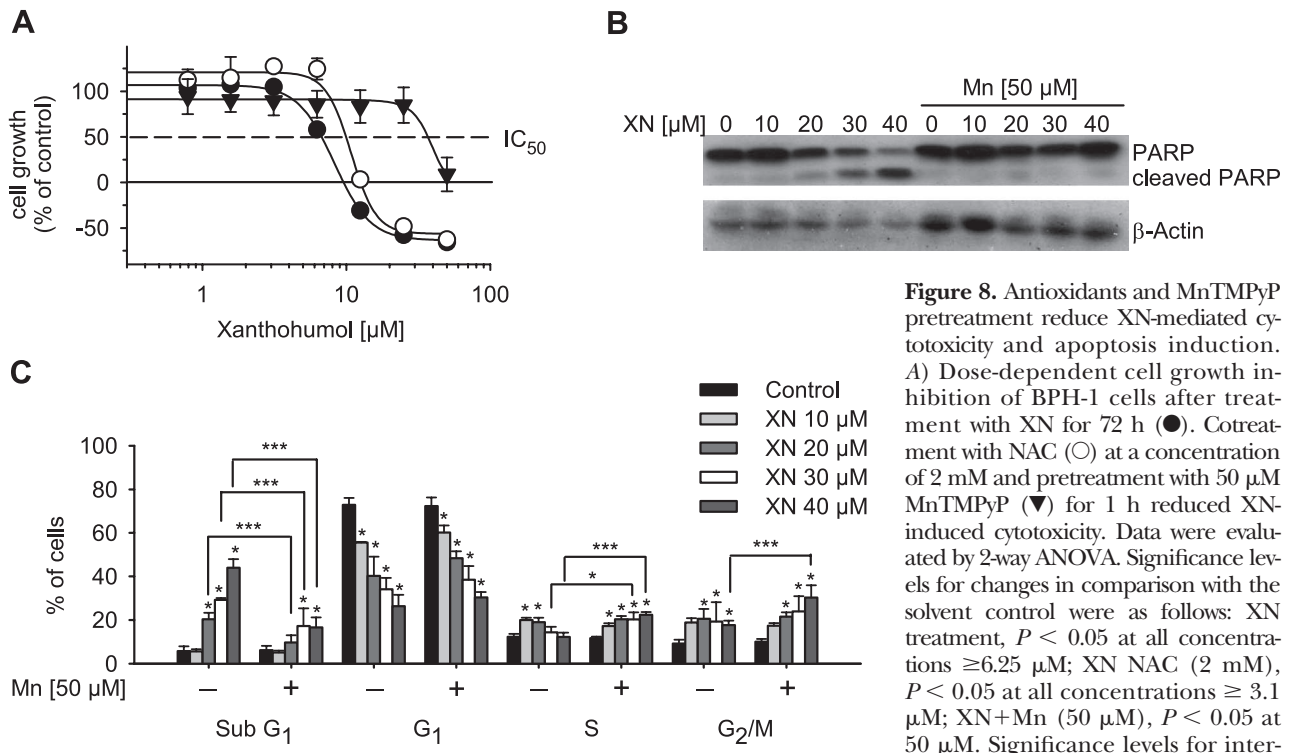 A
100
50
0
-50
cell growth
(% of control)
IC50
1
10
100
Xanthohumol [µM]
B
Mn [50 µM]
XN [µM] 0 10 20 30 40 0 10 20 30 40
PARP
cleaved PARP
β-Actin
C
Control
XN 10 µM
XN 20 µM
XN 30 µM
XN 40 µM
100
80
60
40
20
0
% of cells
***
***
***
*
*
*
*
*
*
*
*
*
*
*
*
*
*
***
*
*
*
*
*
*
*
***
*
*
*
*
*
*
Mn [50 µM] – + – + – + – +
Sub G1 G1 S G2/M
Figure 8. Antioxidants and MnTMPyP
pretreatment reduce XN-mediated cy-
totoxicity and apoptosis induction.
A) Dose-dependent cell growth in-
hibition of BPH-1 cells after treat-
ment with XN for 72 h (●). Cotreat-
ment with NAC (○) at a concentration
of 2 mM and pretreatment with 50 µM
MnTMPyP (▼) for 1 h reduced XN-
induced cytotoxicity. Data were evalu-
ated by 2-way ANOVA. Significance lev-
els for changes in comparison with the
solvent control were as follows: XN
treatment, P < 0.05 at all concentra-
tions ≥6.25 µM; XN NAC (2 mM),
P < 0.05 at all concentrations ≥ 3.1
µM; XN+Mn (50 µM), P < 0.05 at
50 µM. Significance levels for inter-